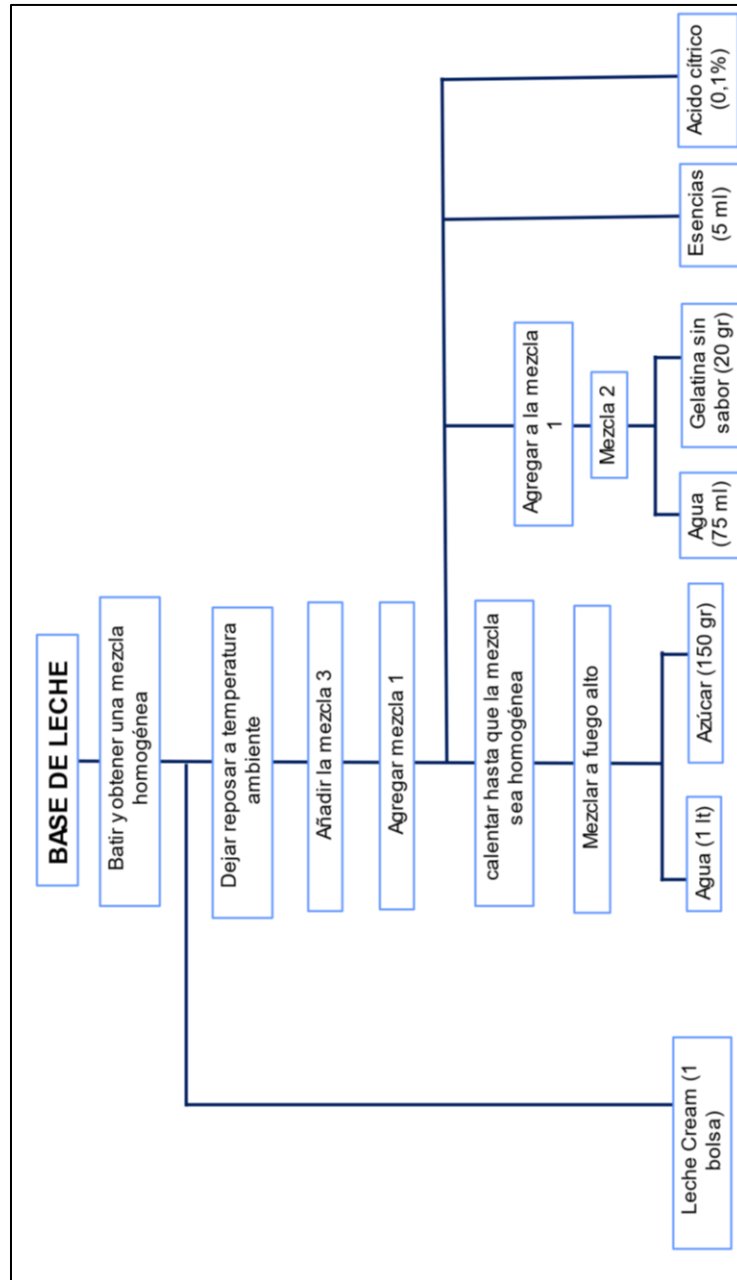 BASE DE LECHE
Batir y obtener una mezcla
homogénea
Dejar reposar a temperatura
ambiente
Añadir la mezcla 3
Agregar mezcla 1
calentar hasta que la mezcla
sea homogénea
Mezclar a fuego alto
Agregar a la mezcla
1
Mezcla 2
Leche Cream (1
bolsa)
Agua (1 lt)
Azúcar (150 gr)
Agua
(75 ml)
Gelatina sin
sabor (20 gr)
Esencias
(5 ml)
Acido cítrico
(0,1%)